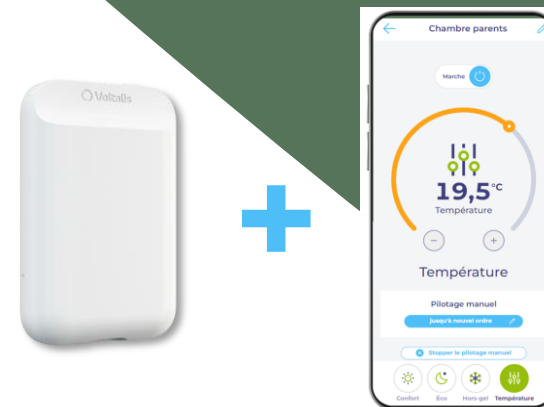 Voltalis
Chambre parents
Marche
19,5°C
Température
Température
Pilotage manuel
Jusqu'à nouvel ordre
Stopper le pilotage manuel
Confort Éco Hors-gel Température